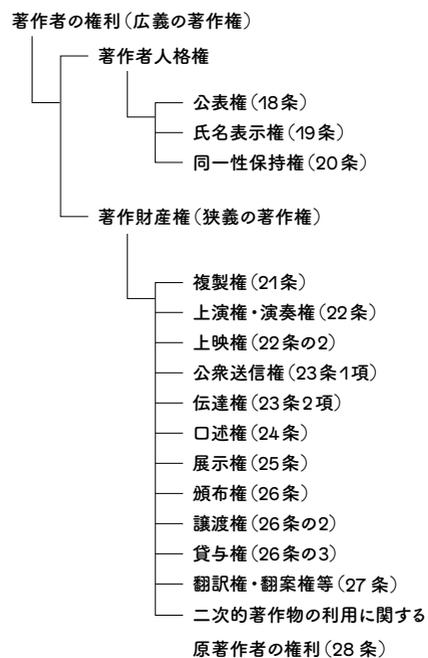 著作者の権利（広義の著作権）
著作者人格権
公表権（18条）
氏名表示権（19条）
同一性保持権（20条）
著作財産権（狭義の著作権）
複製権（21条）
上演権・演奏権（22条）
上映権（22条の2）
公衆送信権（23条1項）
伝達権（23条2項）
口述権（24条）
展示権（25条）
頒布権（26条）
譲渡権（26条の2）
貸与権（26条の3）
翻訳権・翻案権等（27 条）
二次的著作物の利用に関する
原著作者の権利（28 条）